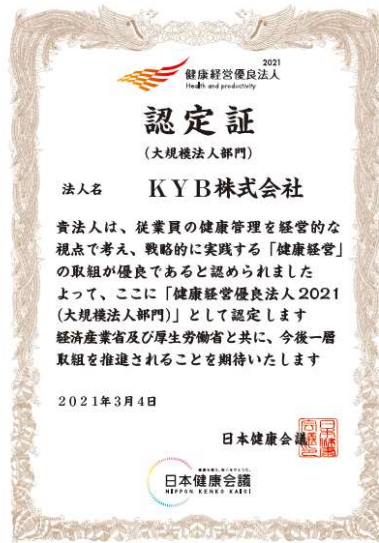 2021
健康経営優良法人
Health and productivity
認定証
(大規模法人部門)
法人名 KYB株式会社
貴法人は、従業員の健康管理を経営的な
視点で考え、戦略的に実践する「健康経営」
の取組が優良であると認められました
よって、ここに「健康経営優良法人2021
(大規模法人部門)」として認定します
経済産業省及び厚生労働省と共に、今後一層
取組を推進されることを期待いたします
2021年3月4日
日本健康会議
日本健康会議
NIPPON KENKO KAIGI